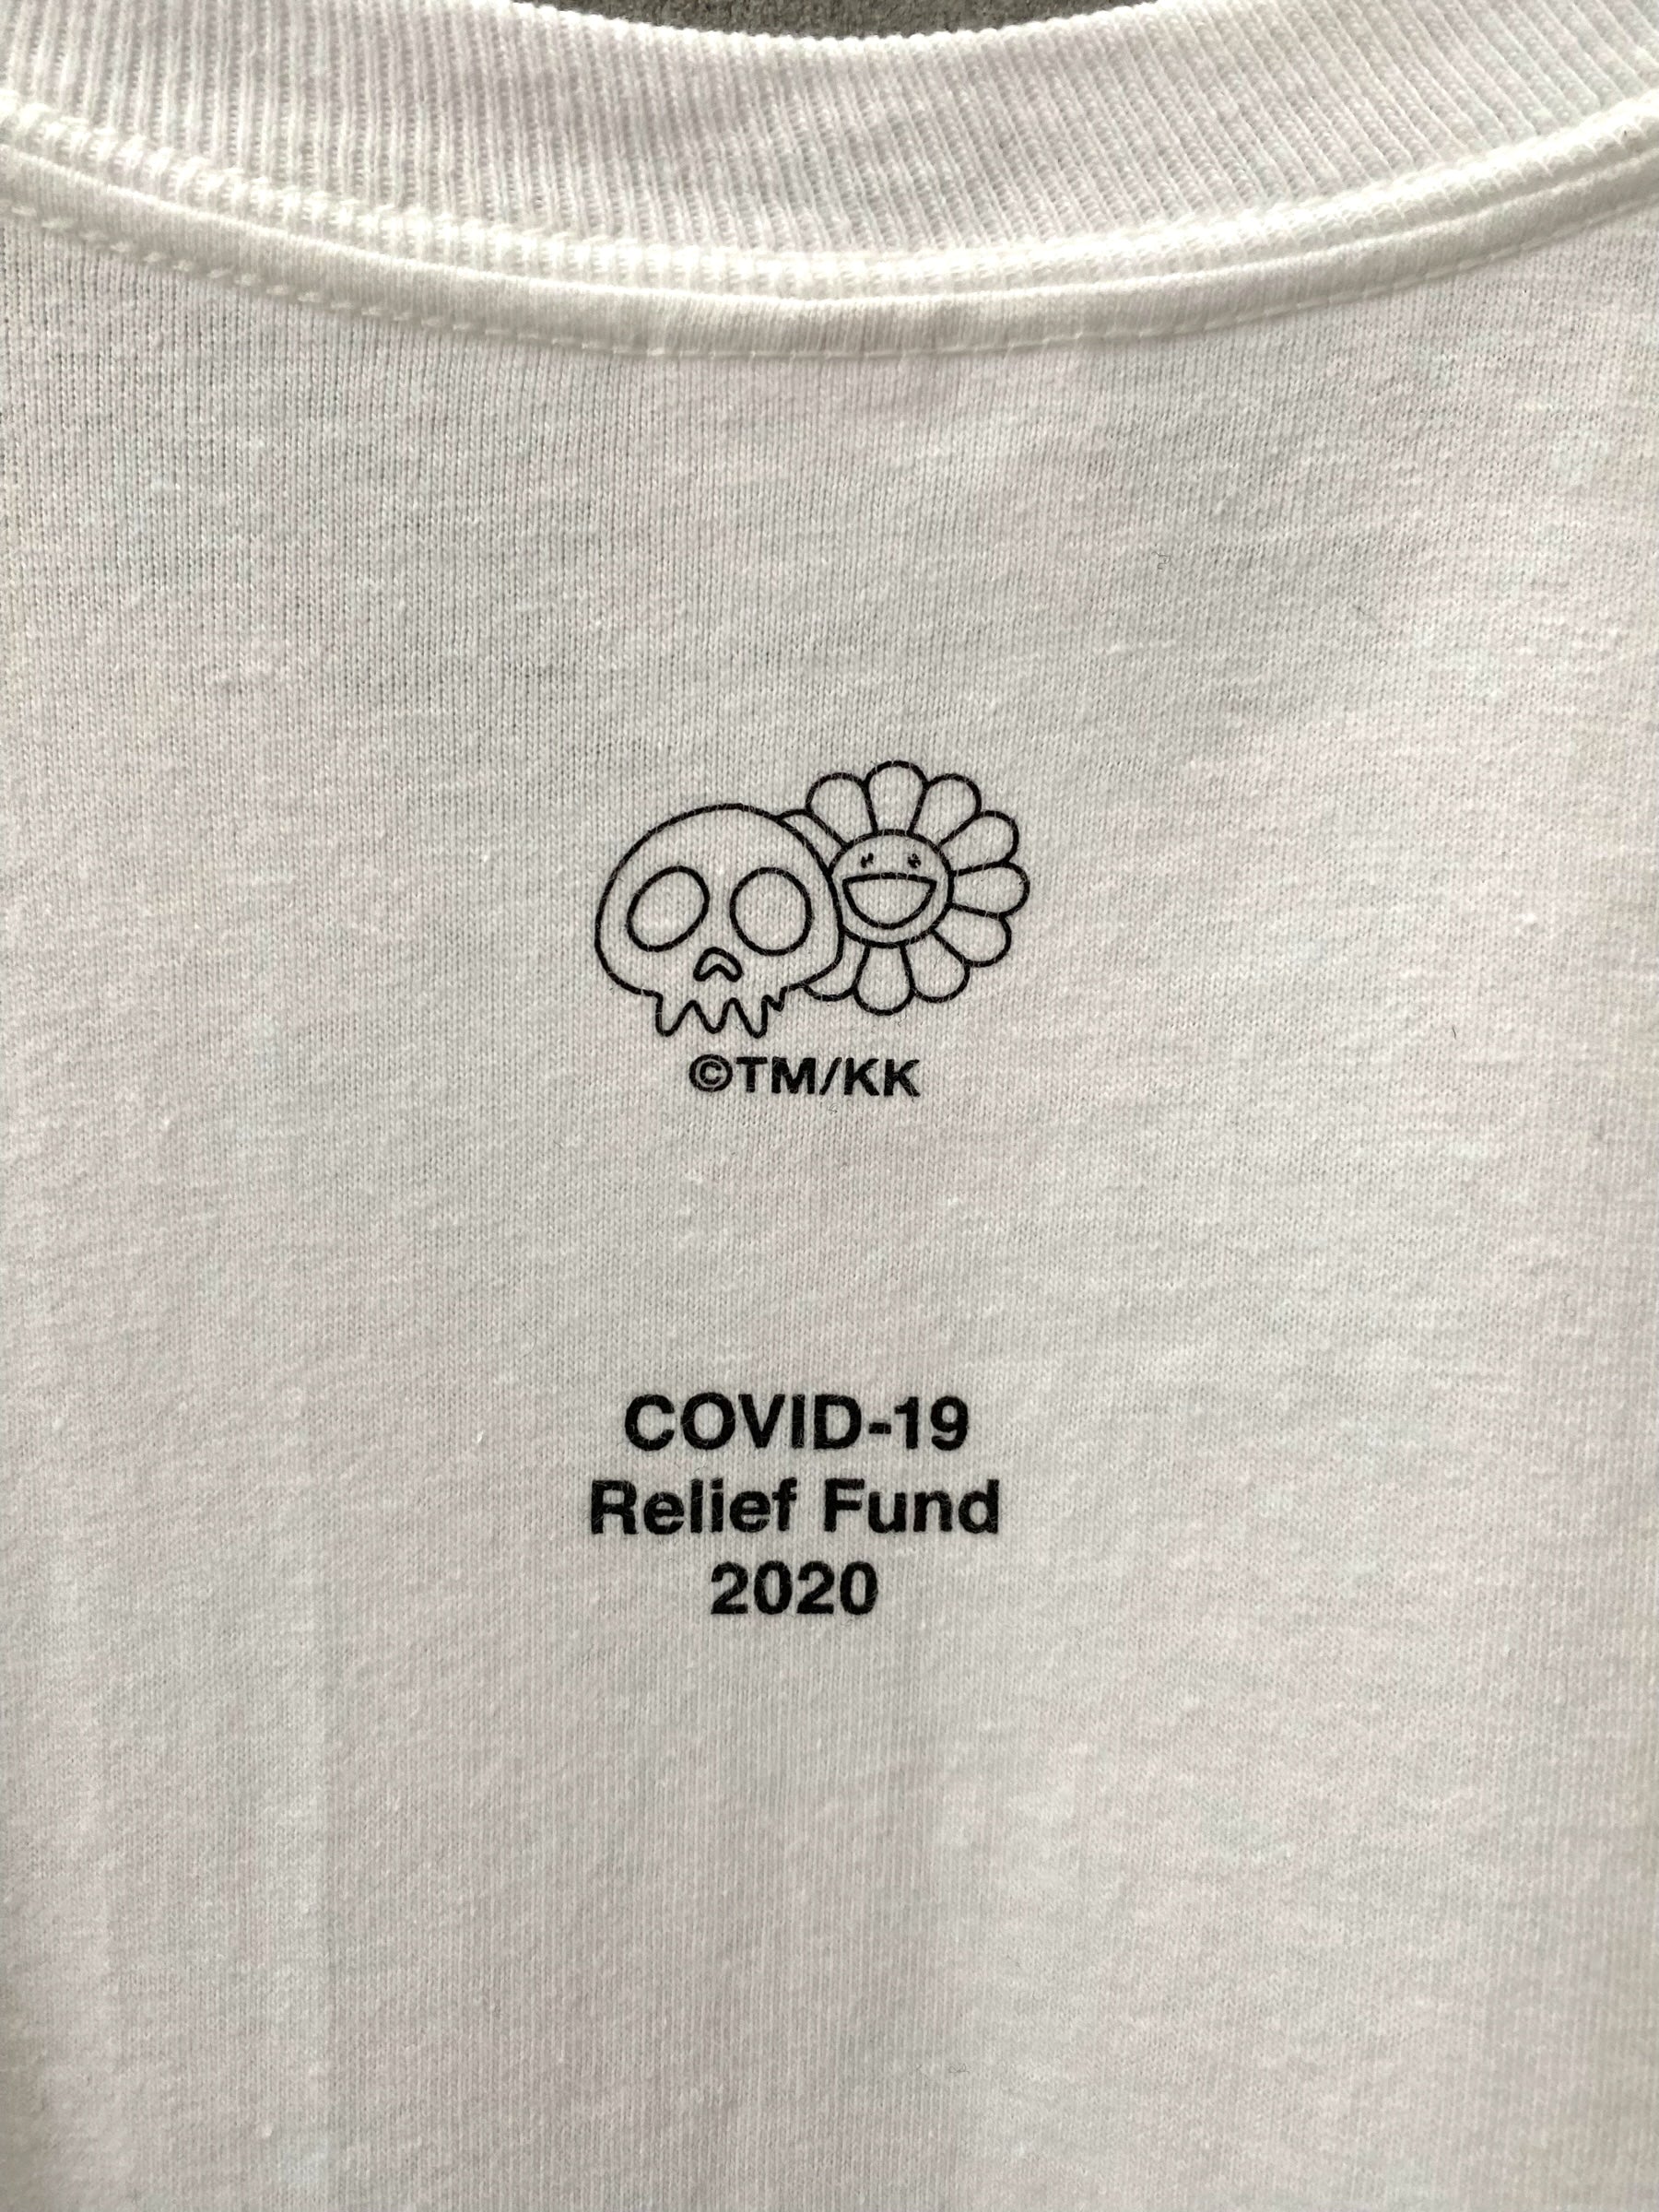 ©TM/KK
COVID-19
Relief Fund
2020